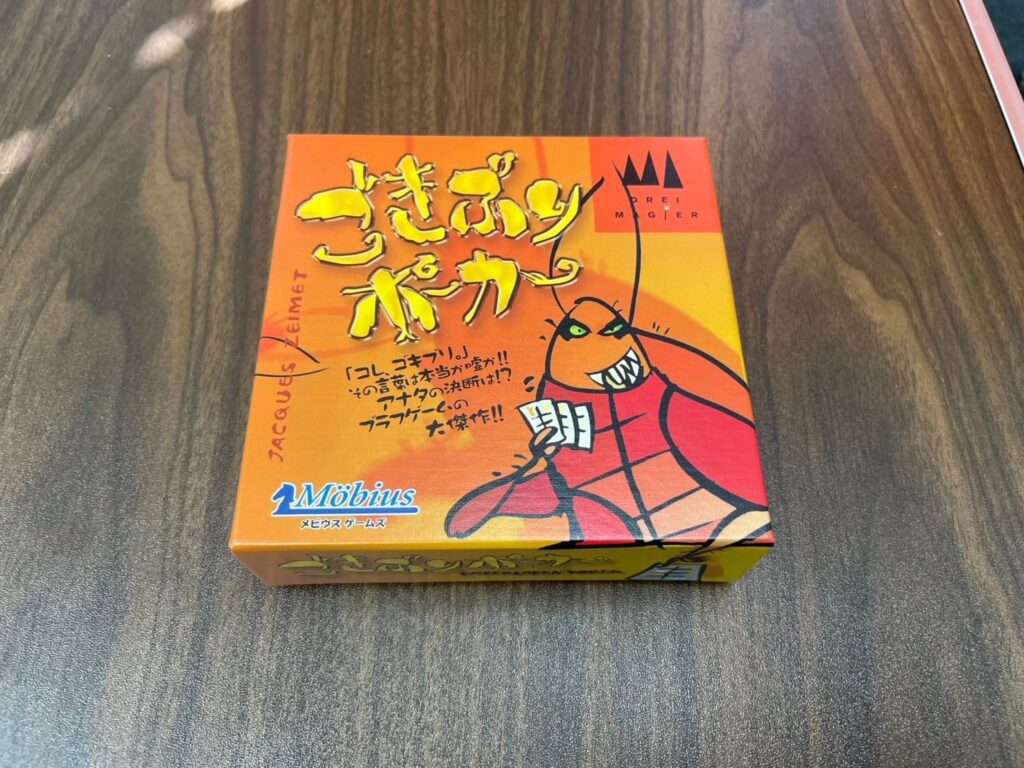 ごきぶり
ポーカー
DREI
MAGIER
JACQUES ZEIMET
「コレ、ゴキブリ。」
その言葉は本当か嘘か!!
アナタの決断は!?
ブラフゲームの
大傑作!!
Möbius
メビウス ゲームズ
ごきぶりポーカー
KAKERLAKEN POKER